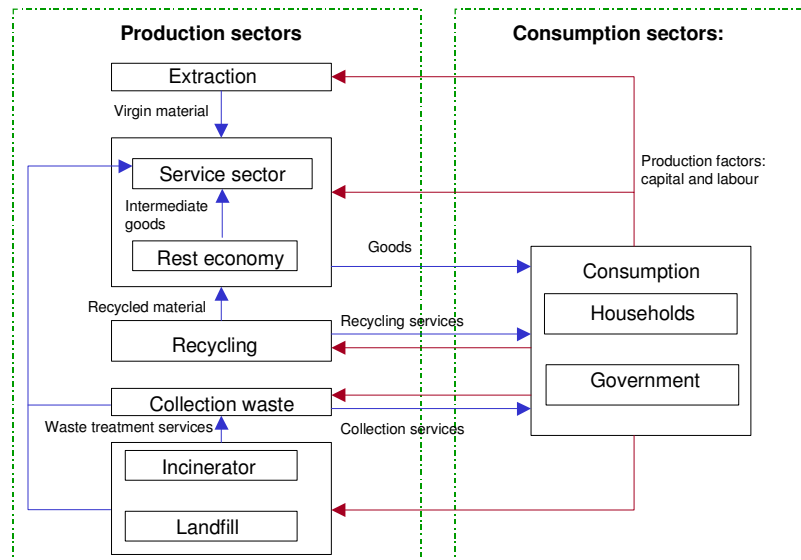 Production sectors
Consumption sectors:
Extraction
Virgin material
Service sector
Intermediate
goods
Rest economy
Production factors:
capital and labour
Goods
Consumption
Households
Government
Recycled material
Recycling services
Recycling
Collection waste
Waste treatment services
Collection services
Incinerator
Landfill